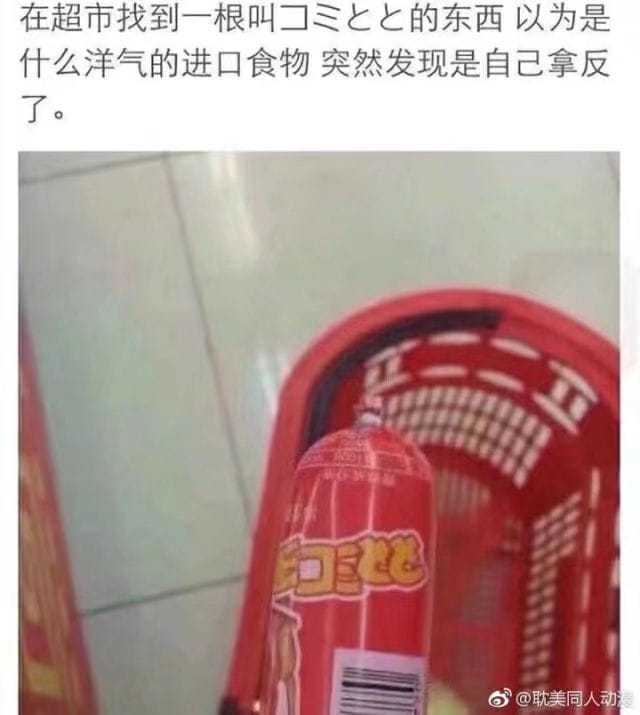 在超市找到一根叫コミとと的东西 以为是
什么洋气的进口食物 突然发现是自己拿反
了。
コミとと
@耽美同人动漫